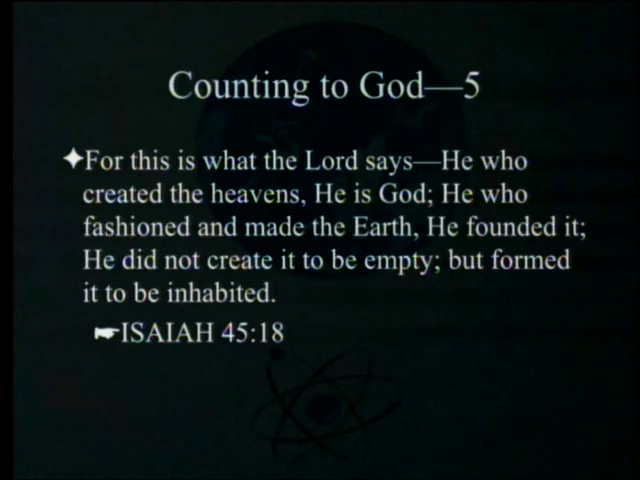 Counting to God—5
For this is what the Lord says—He who
created the heavens, He is God; He who
fashioned and made the Earth, He founded it;
He did not create it to be empty; but formed
it to be inhabited.
ISAIAH 45:18